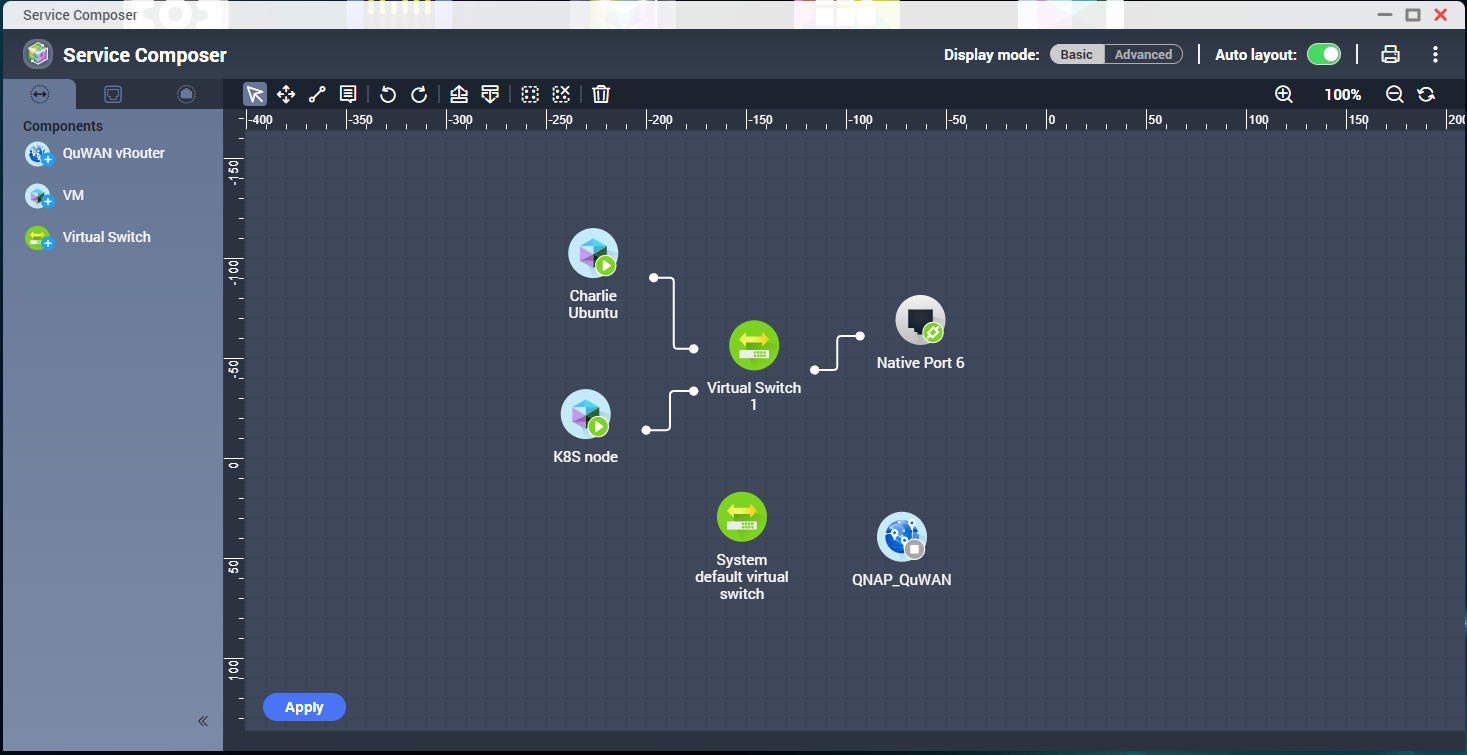 Service Composer
Service Composer
Display mode: Basic Advanced Auto layout:
100%
Components
QuWAN vRouter
VM
Virtual Switch
-400 -350 -300 -250 -200 -150 -100 -50 0 50 100 150 200
-150
-100
-50
0
50
100
Charlie
Ubuntu
Native Port 6
Virtual Switch
1
K8S node
System
default virtual
switch
QNAP_QuWAN
Apply